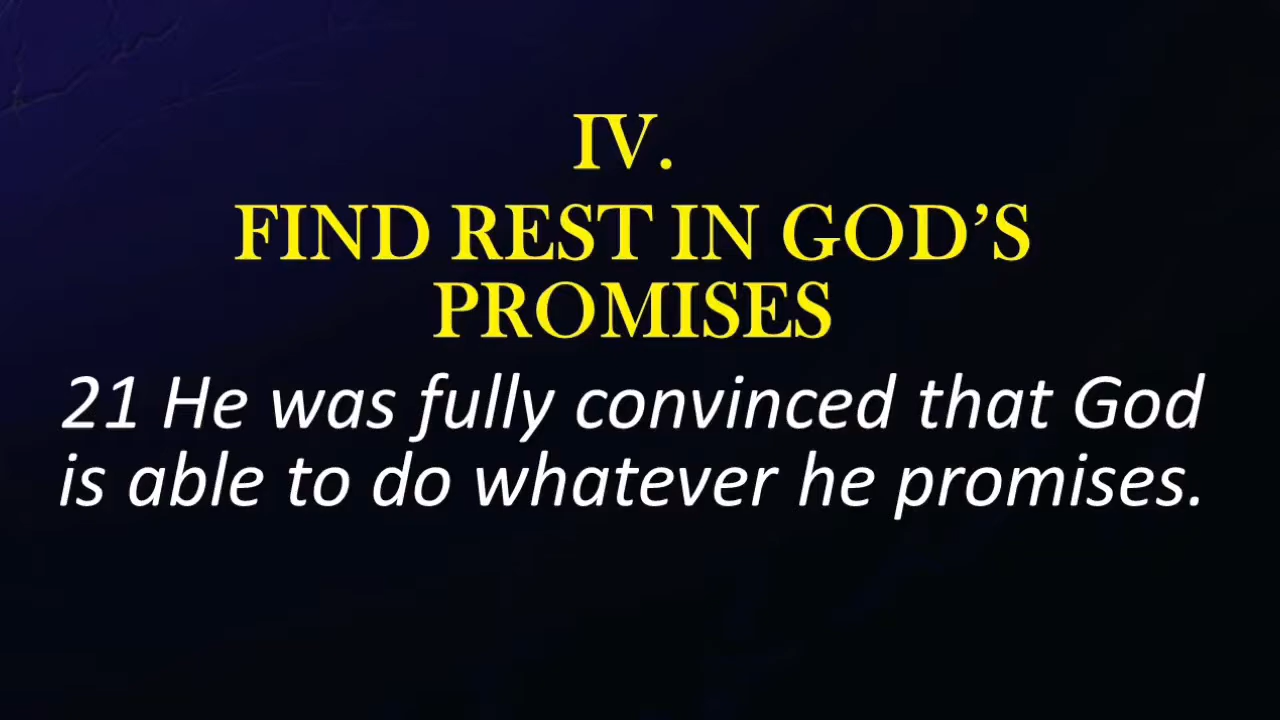 IV.
FIND REST IN GOD’S
PROMISES
21 He was fully convinced that God
is able to do whatever he promises.